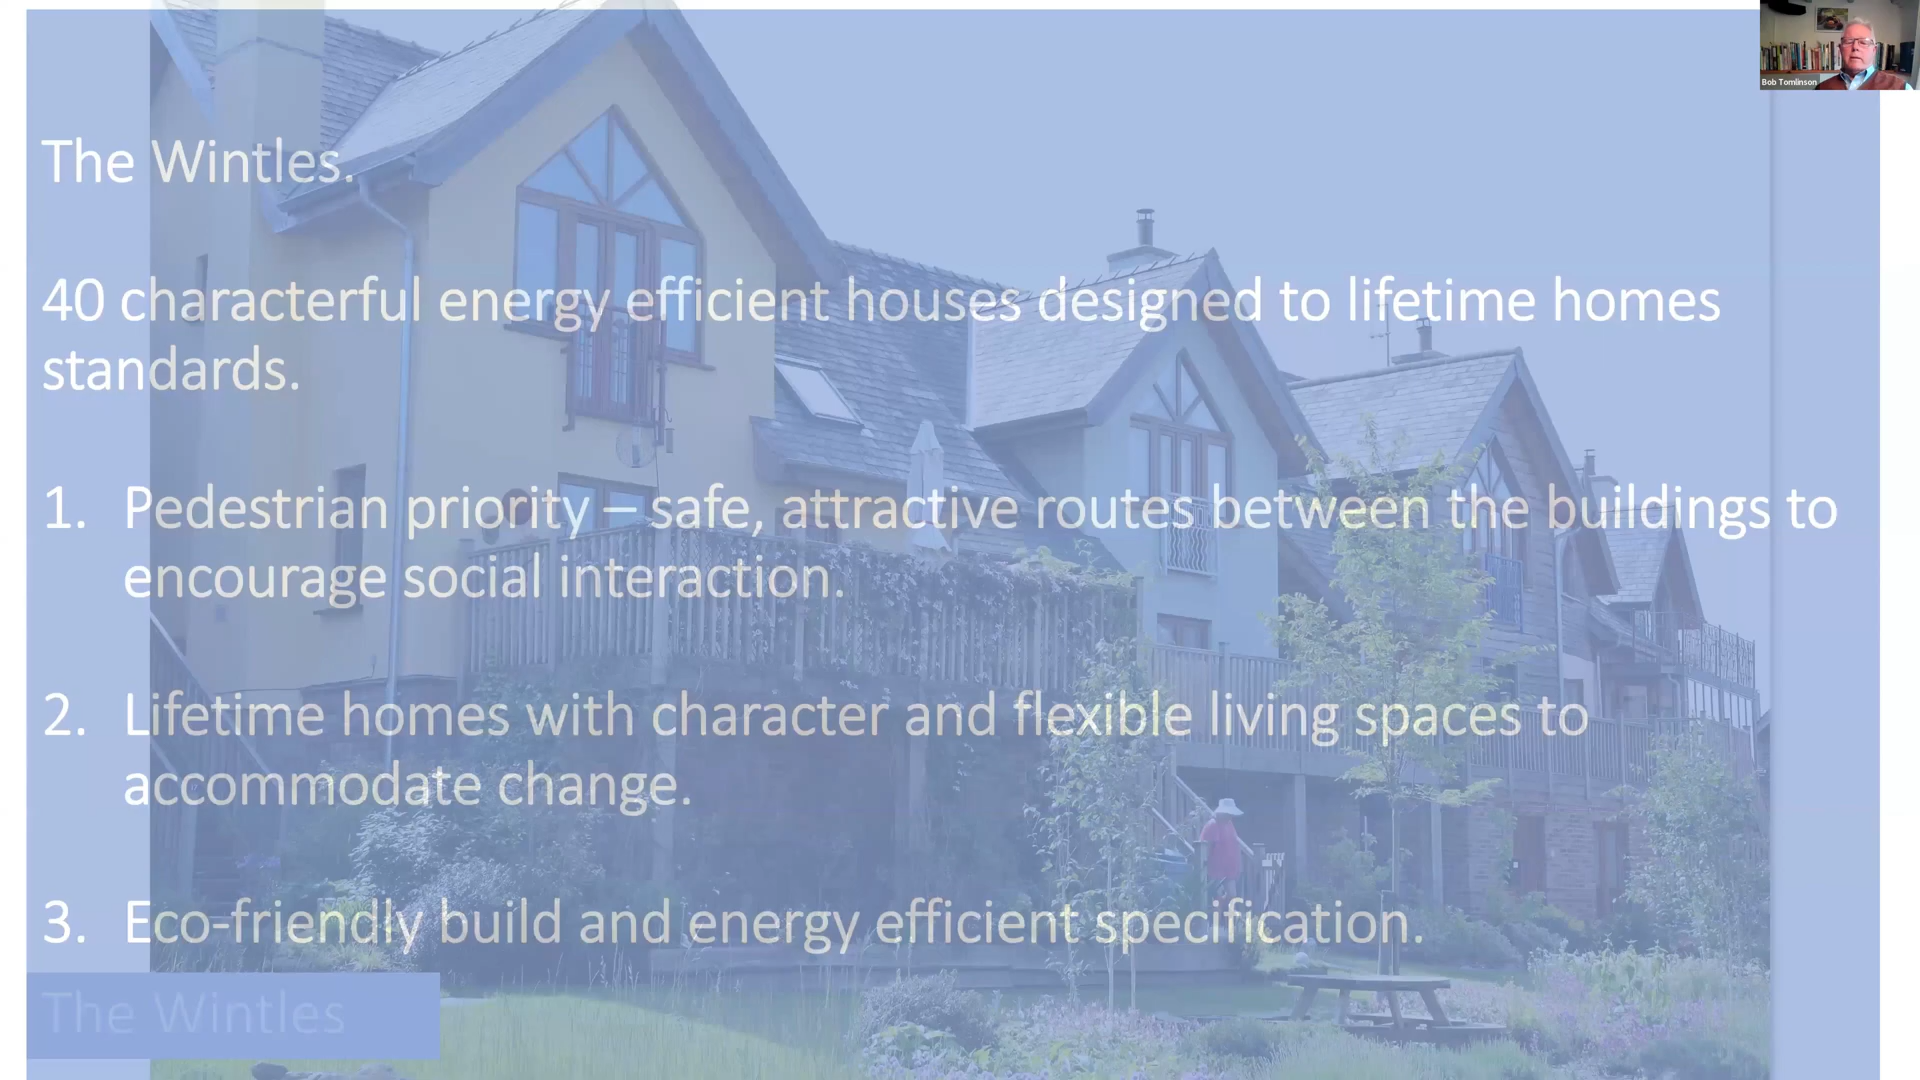 Bob Tomlinson
The Wintles.
40 characterful energy efficient houses designed to lifetime homes
standards.
1. Pedestrian priority – safe, attractive routes between the buildings to
encourage social interaction.
2. Lifetime homes with character and flexible living spaces to
accommodate change.
3. Eco-friendly build and energy efficient specification.
The Wintles